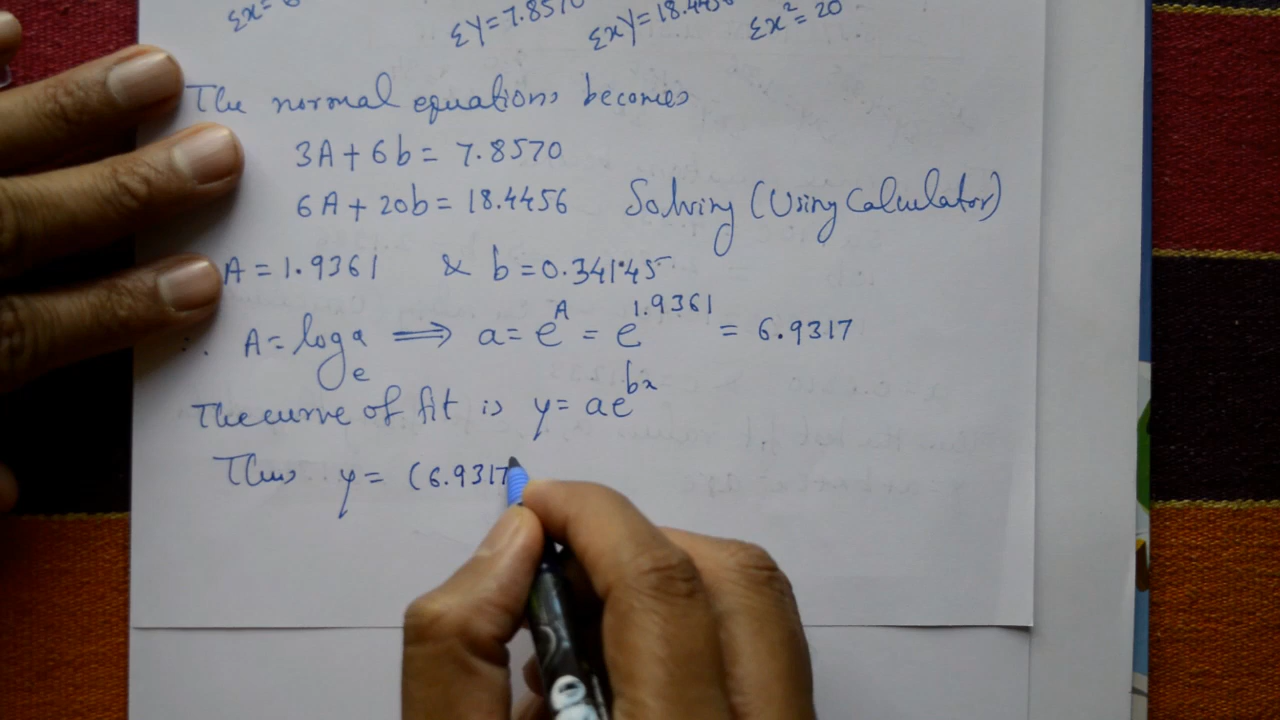 Σx=
ΣY=7.8570 ΣxY=18.4456 Σx²=20
The normal equations becomes
3A+6b= 7.8570
6A+20b=18.4456 Solving (Using Calculator)
A=1.9361 & b=0.34145
∴ A=logₑa ⟹ a=e^A = e^1.9361 = 6.9317
The curve of fit is y= ae^bx
Thus y= (6.9317